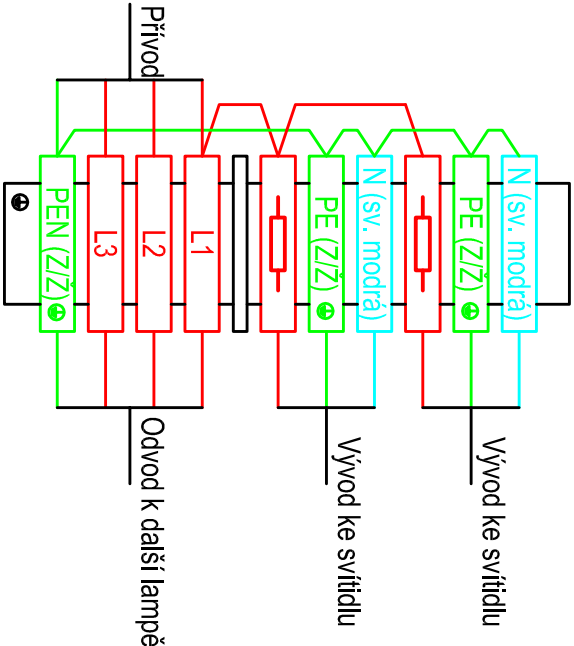 Přívod
PEN (Z/Ž)
L3
L2
L1
PE (Z/Ž)
N (sv. modrá)
PE (Z/Ž)
N (sv. modrá)
Odvod k další lampě
Vývod ke svítidlu
Vývod ke svítidlu